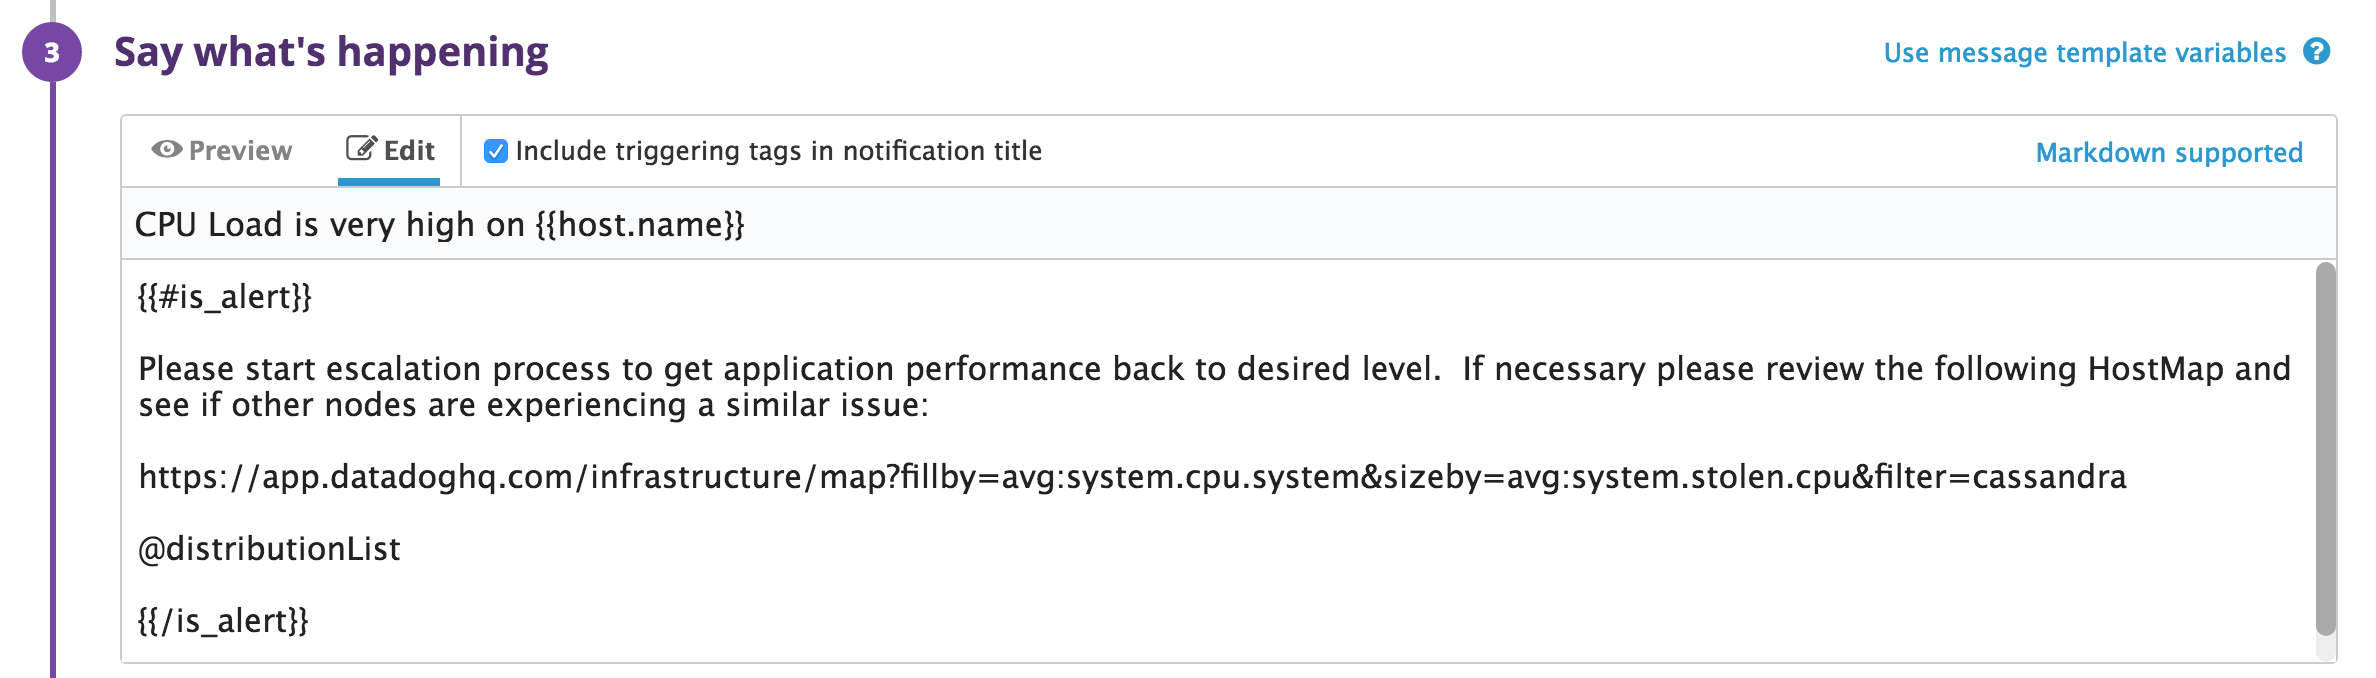 3
Say what's happening
Use message template variables ?
Preview
Edit
Include triggering tags in notification title
Markdown supported
CPU Load is very high on {{host.name}}
{{#is_alert}}
Please start escalation process to get application performance back to desired level.  If necessary please review the following HostMap and
see if other nodes are experiencing a similar issue:
https://app.datadoghq.com/infrastructure/map?fillby=avg:system.cpu.system&sizeby=avg:system.stolen.cpu&filter=cassandra
@distributionList
{{/is_alert}}